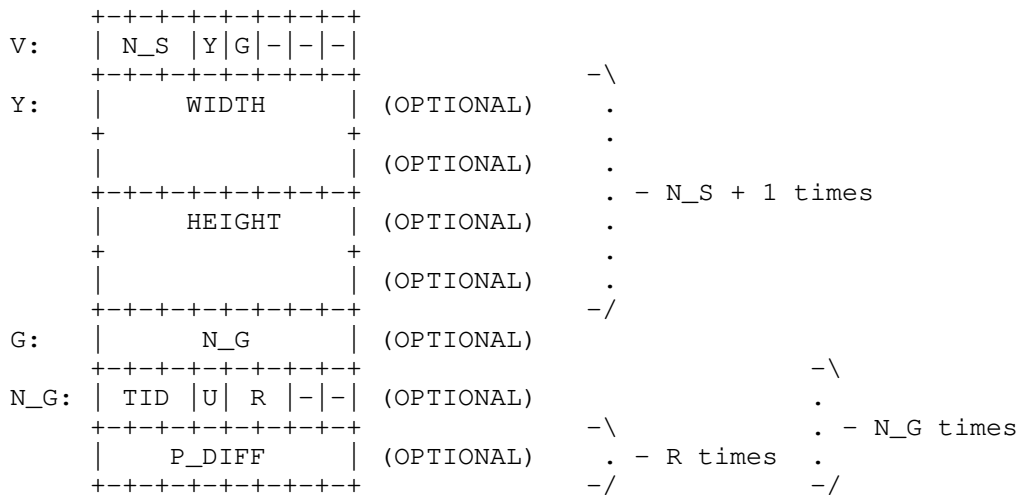 +-+-+-+-+-+-+-+-+
V:   | N_S |Y|G|-|-|-|
     +-+-+-+-+-+-+-+-+              -\
Y:   |     WIDTH     | (OPTIONAL)    .
     +               +               .
     |               | (OPTIONAL)    .
     +-+-+-+-+-+-+-+-+               . - N_S + 1 times
     |     HEIGHT    | (OPTIONAL)    .
     +               +               .
     |               | (OPTIONAL)    .
     +-+-+-+-+-+-+-+-+              -/
G:   |      N_G      | (OPTIONAL)
     +-+-+-+-+-+-+-+-+                            -\
N_G: | TID |U| R |-|-| (OPTIONAL)                 .
     +-+-+-+-+-+-+-+-+              -\            . - N_G times
     |    P_DIFF     | (OPTIONAL)    . - R times  .
     +-+-+-+-+-+-+-+-+              -/            -/